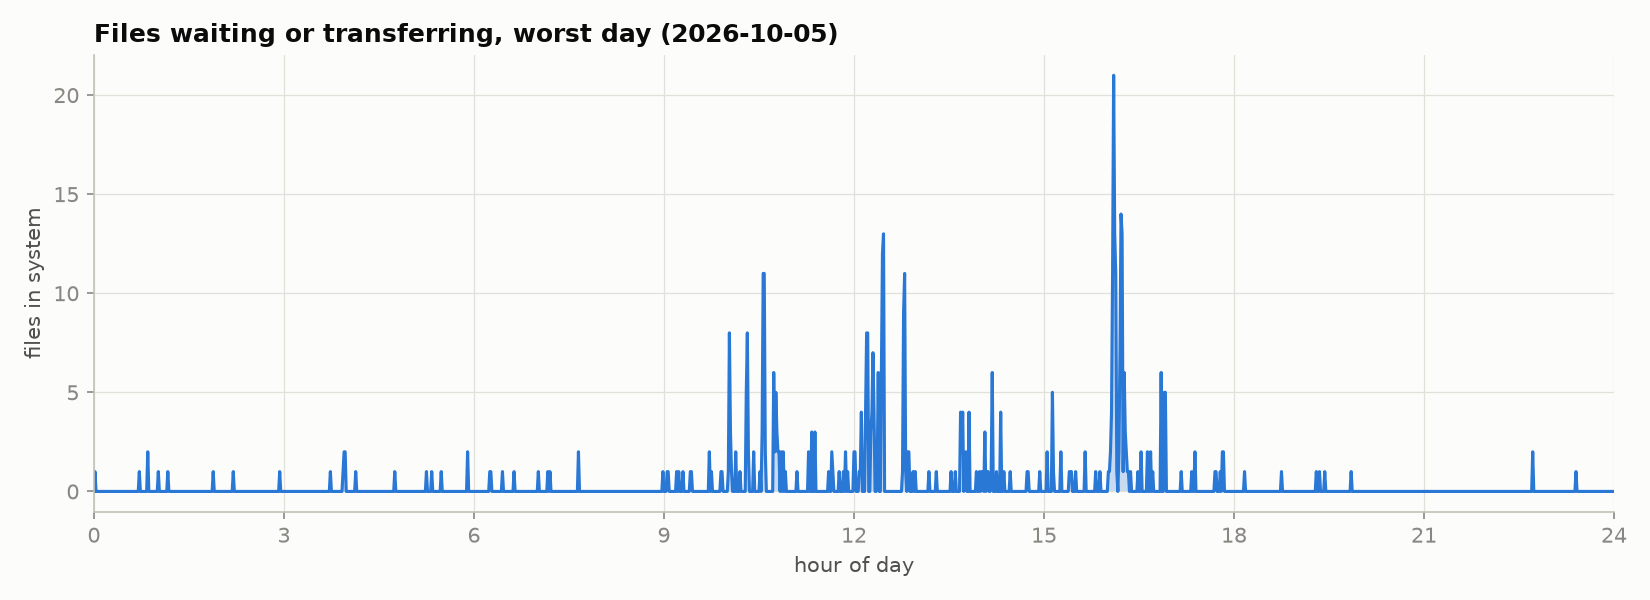 Files waiting or transferring, worst day (2026-10-05)
files in system
20
15
10
5
0
0 3 6 9 12 15 18 21 24
hour of day